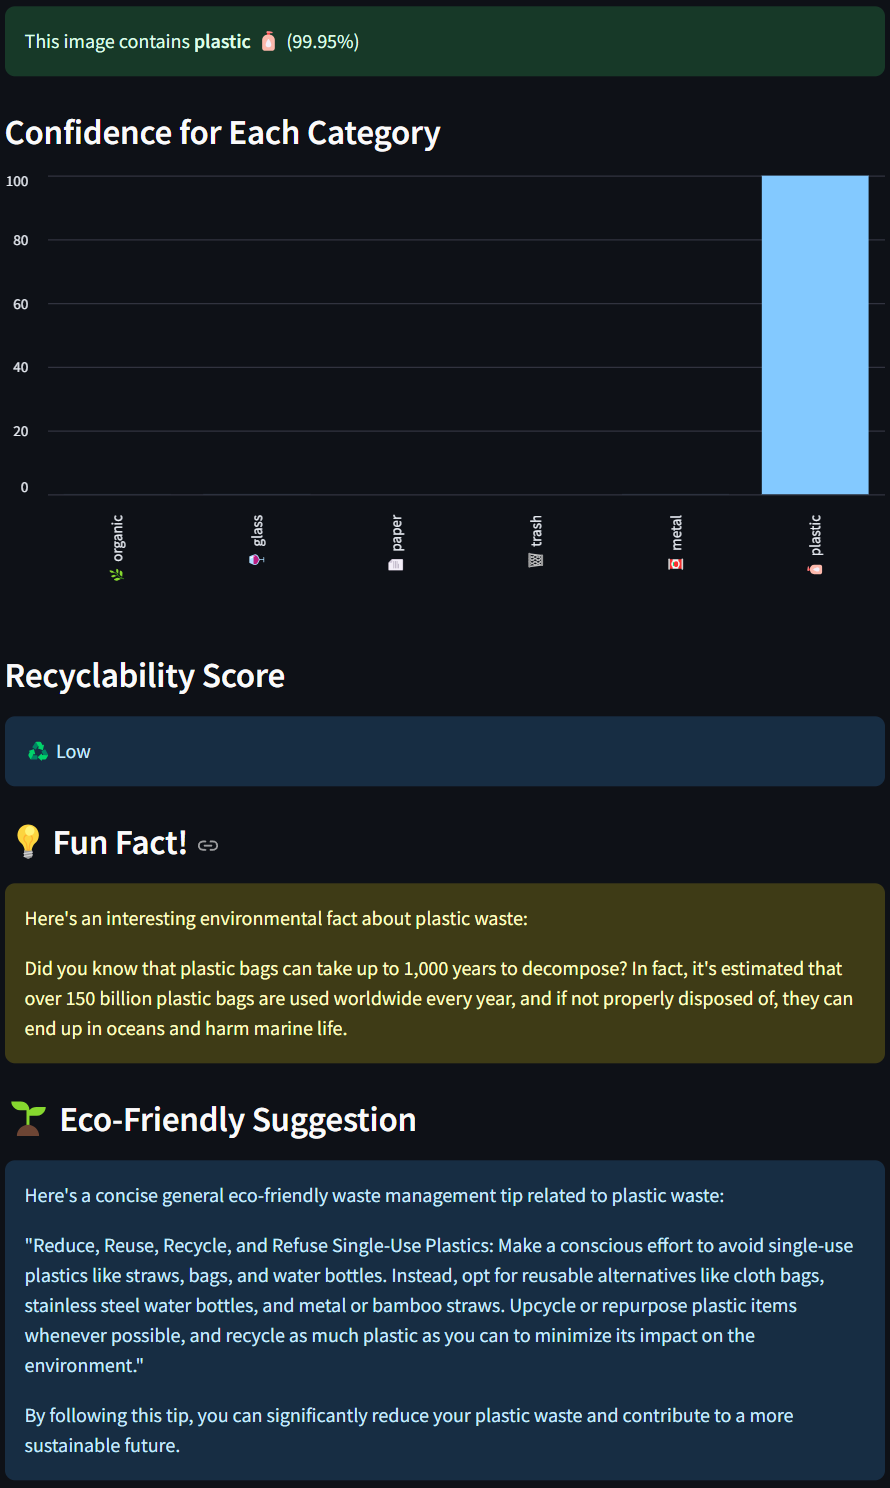 This image contains plastic 🧴 (99.95%)
Confidence for Each Category
100
80
60
40
20
0
🌿 organic
🍷 glass
📄 paper
🗑 trash
🥫 metal
🧴 plastic
Recyclability Score
♻️ Low
💡 Fun Fact!
Here's an interesting environmental fact about plastic waste:
Did you know that plastic bags can take up to 1,000 years to decompose? In fact, it's estimated that
over 150 billion plastic bags are used worldwide every year, and if not properly disposed of, they can
end up in oceans and harm marine life.
🌱 Eco-Friendly Suggestion
Here's a concise general eco-friendly waste management tip related to plastic waste:
"Reduce, Reuse, Recycle, and Refuse Single-Use Plastics: Make a conscious effort to avoid single-use
plastics like straws, bags, and water bottles. Instead, opt for reusable alternatives like cloth bags,
stainless steel water bottles, and metal or bamboo straws. Upcycle or repurpose plastic items
whenever possible, and recycle as much plastic as you can to minimize its impact on the
environment."
By following this tip, you can significantly reduce your plastic waste and contribute to a more
sustainable future.